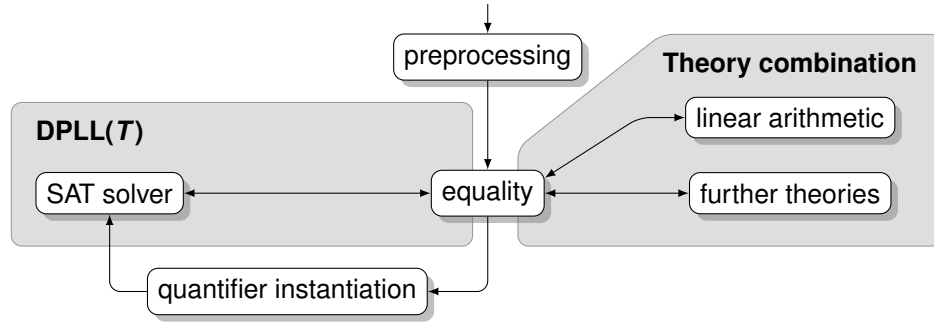 preprocessing
Theory combination
linear arithmetic
DPLL(T)
SAT solver
equality
further theories
quantifier instantiation